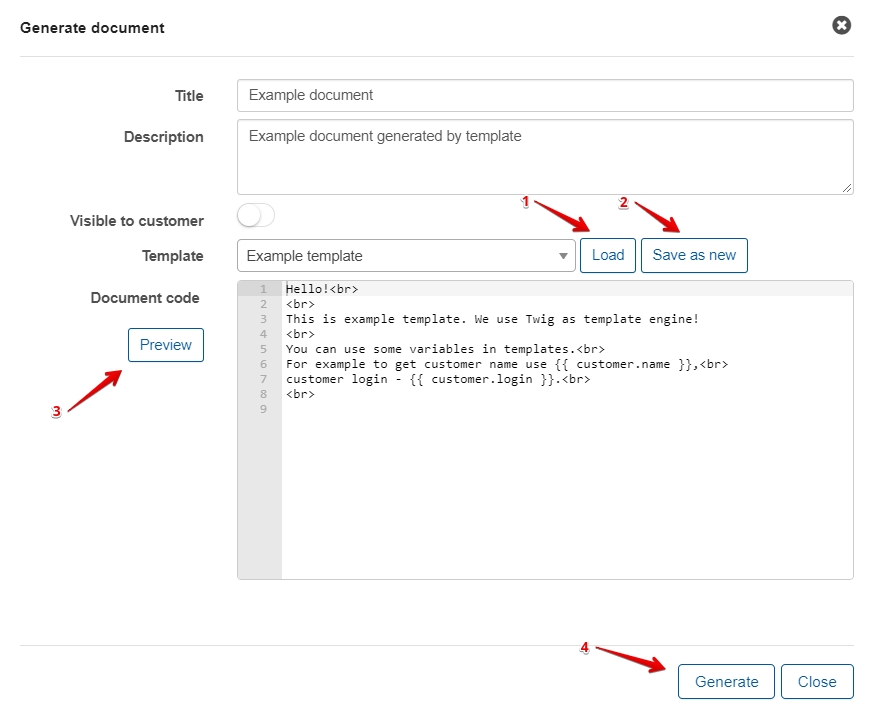 Generate document
Title
Example document
Description
Example document generated by template
1
2
Visible to customer
Template
Example template
Load
Save as new
Document code
1 Hello!<br>
2 <br>
3 This is example template. We use Twig as template engine!
4 <br>
5 You can use some variables in templates.<br>
6 For example to get customer name use {{ customer.name }},<br>
7 customer login - {{ customer.login }}.<br>
8 <br>
9
Preview
3
4
Generate
Close